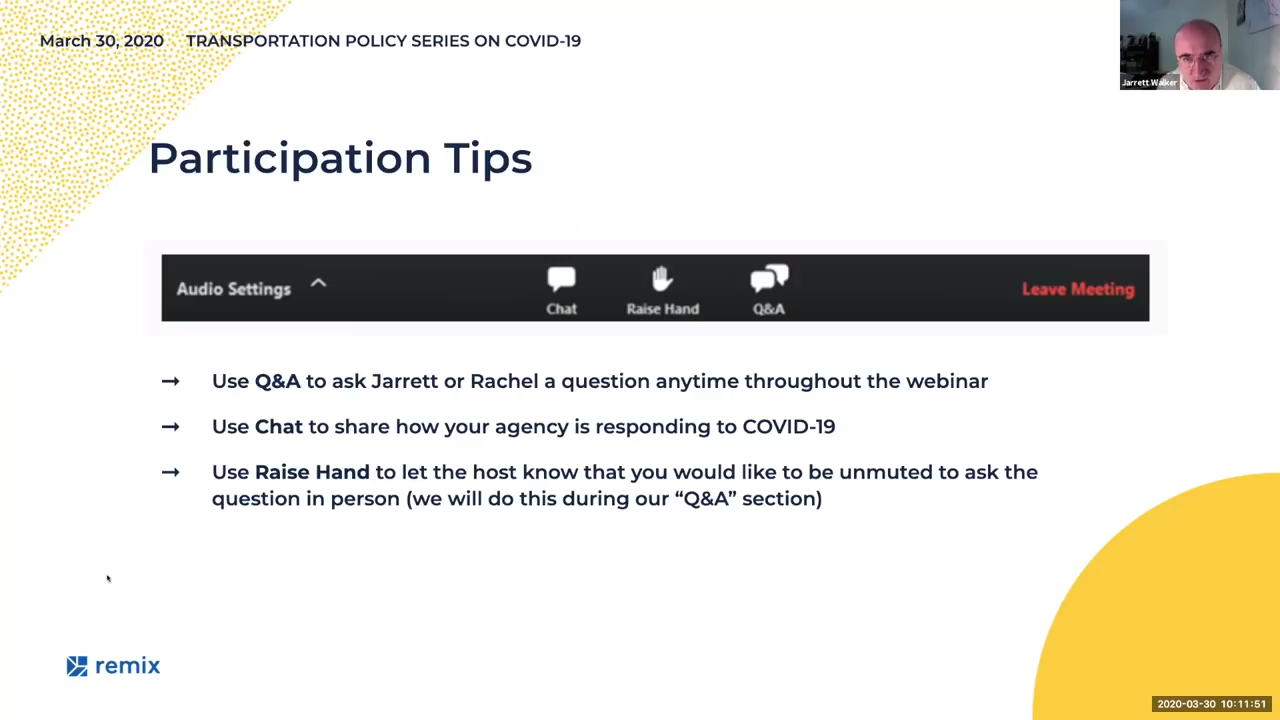 March 30, 2020 TRANSPORTATION POLICY SERIES ON COVID-19
Jarrett Walker
Participation Tips
Audio Settings
Chat
Raise Hand
Q&A
Leave Meeting
→ Use Q&A to ask Jarrett or Rachel a question anytime throughout the webinar
→ Use Chat to share how your agency is responding to COVID-19
→ Use Raise Hand to let the host know that you would like to be unmuted to ask the
question in person (we will do this during our “Q&A” section)
remix
2020-03-30 10:11:51